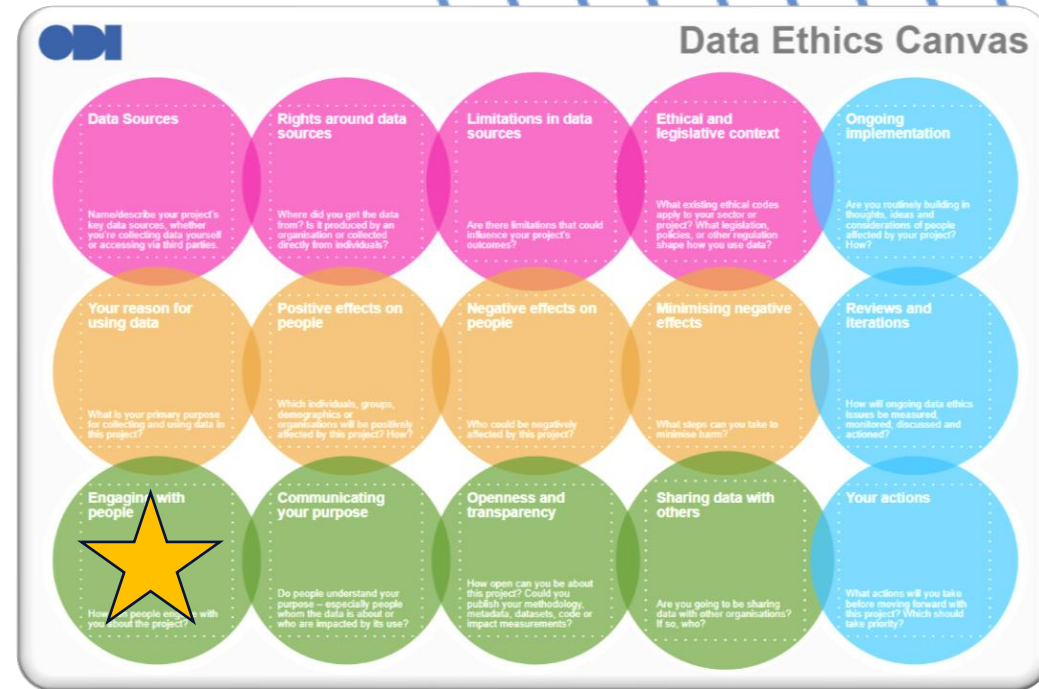 ODI
Data Ethics Canvas
Data Sources
Name/describe your project's
key data sources, whether
you're collecting data yourself
or accessing via third parties.
Rights around data
sources
Where did you get the data
from? Is it produced by an
organisation or collected
directly from individuals?
Limitations in data
sources
Are there limitations that could
influence your project's
outcomes?
Ethical and
legislative context
What existing ethical codes
apply to your sector or
project? What legislation,
policies, or other regulation
shape how you use data?
Ongoing
implementation
Are you routinely building in
thoughts, ideas and
considerations of people
affected by your project?
How?
Your reason for
using data
What is your primary purpose
for collecting and using data in
this project?
Positive effects on
people
Which individuals, groups,
demographics or
organisations will be positively
affected by this project? How?
Negative effects on
people
Who could be negatively
affected by this project?
Minimising negative
effects
What steps can you take to
minimise harm?
Reviews and
iterations
How will ongoing data ethics
issues be measured,
monitored, discussed and
actioned?
Engaging with
people
people engage with
you about the project?
Communicating
your purpose
Do people understand your
purpose – especially people
whom the data is about or
who are impacted by its use?
Openness and
transparency
How open can you be about
this project? Could you
publish your methodology,
metadata, datasets, code or
impact measurements?
Sharing data with
others
Are you going to be sharing
data with other organisations?
If so, who?
Your actions
What actions will you take
before moving forward with
this project? Which should
take priority?